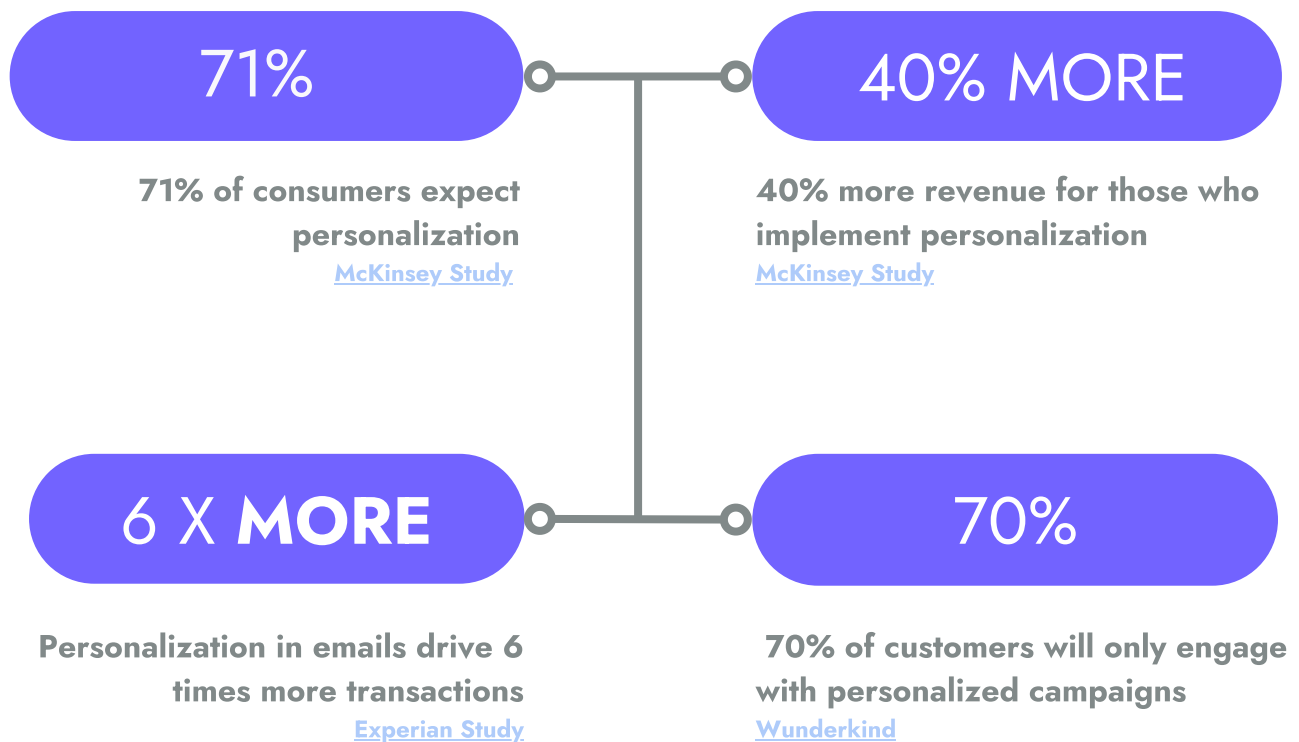 71%
71% of consumers expect
personalization
McKinsey Study
40% MORE
40% more revenue for those who
implement personalization
McKinsey Study
6 X MORE
Personalization in emails drive 6
times more transactions
Experian Study
70%
70% of customers will only engage
with personalized campaigns
Wunderkind